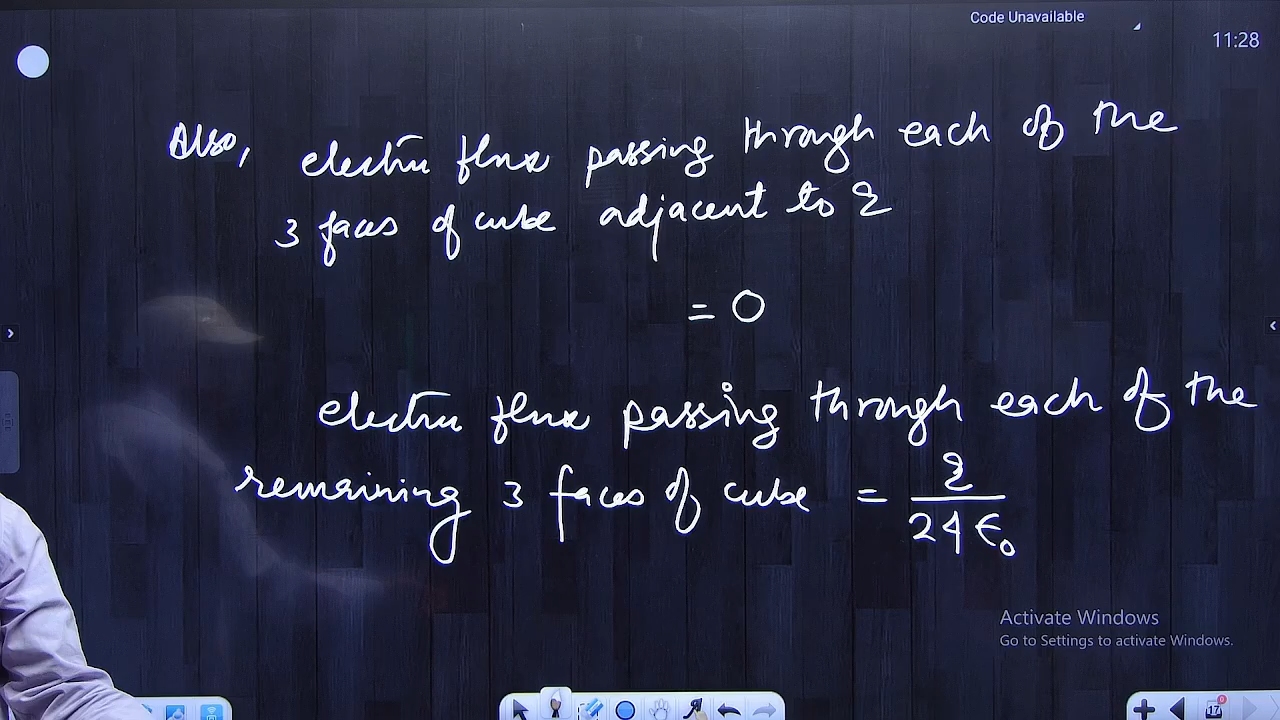 Code Unavailable
11:28
Also, electric flux passing through each of the
3 faces of cube adjacent to q
= 0
electric flux passing through each of the
remaining 3 faces of cube = q/24ϵ₀
Activate Windows
Go to Settings to activate Windows.
17